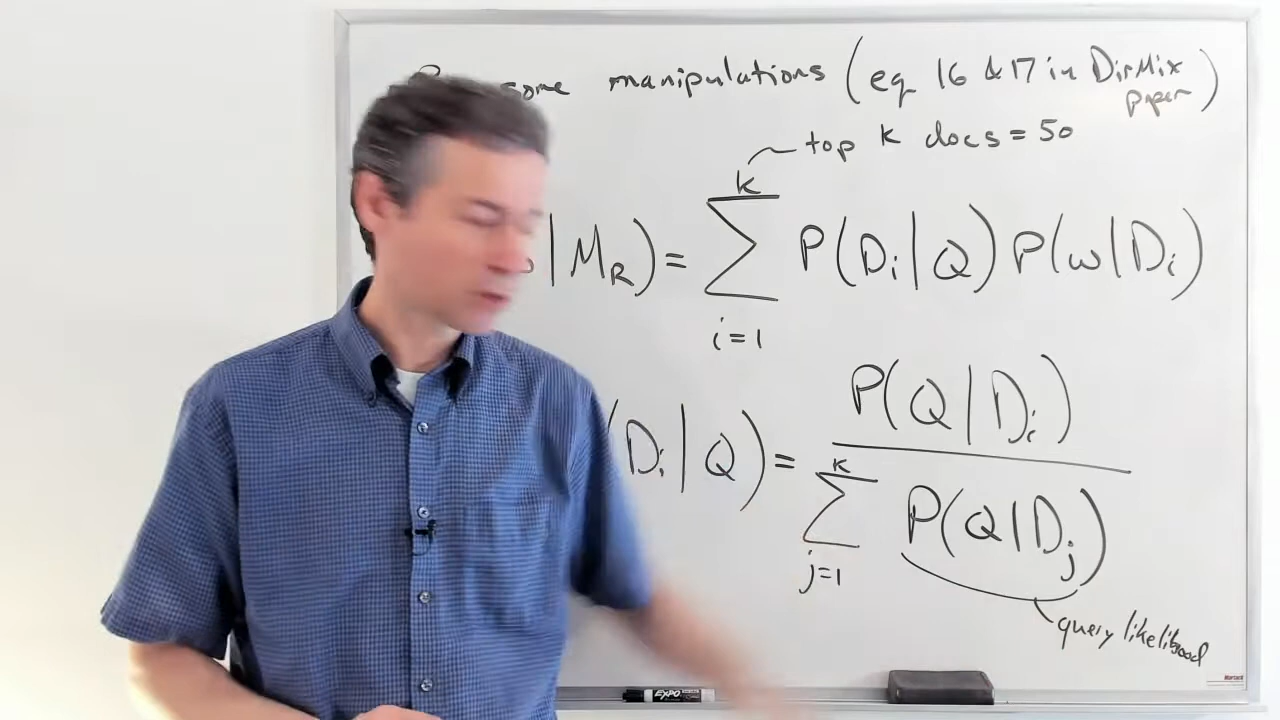 some manipulations (eq 16 & 17 in DirMix paper)
top k docs = 50
| M_R) = ∑_{i=1}^{k} P(D_i | Q) P(w | D_i)
(D_i | Q) = P(Q | D_i) / ∑_{j=1}^{k} P(Q | D_j)
query likelihood
EXPO